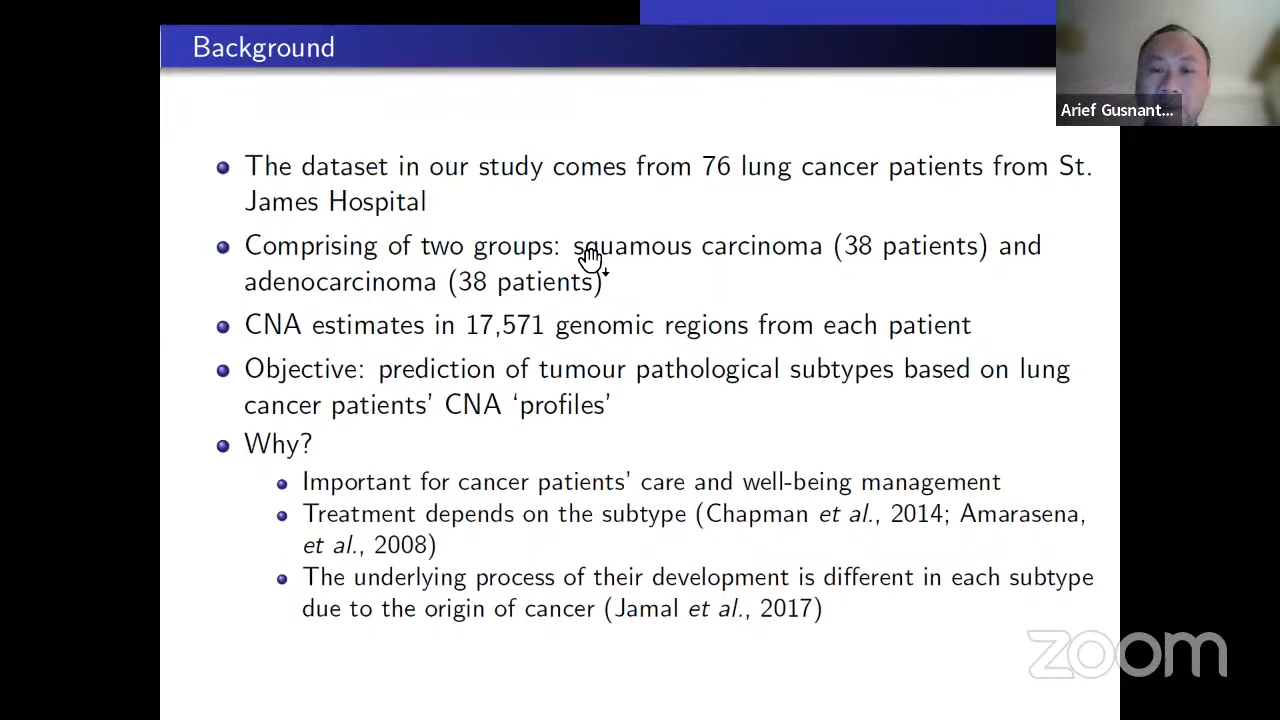 Background
Arief Gusnant...
The dataset in our study comes from 76 lung cancer patients from St.
James Hospital
Comprising of two groups: squamous carcinoma (38 patients) and
adenocarcinoma (38 patients)
CNA estimates in 17,571 genomic regions from each patient
Objective: prediction of tumour pathological subtypes based on lung
cancer patients’ CNA ‘profiles’
Why?
Important for cancer patients’ care and well-being management
Treatment depends on the subtype (Chapman et al., 2014; Amarasena,
et al., 2008)
The underlying process of their development is different in each subtype
due to the origin of cancer (Jamal et al., 2017)
zoom